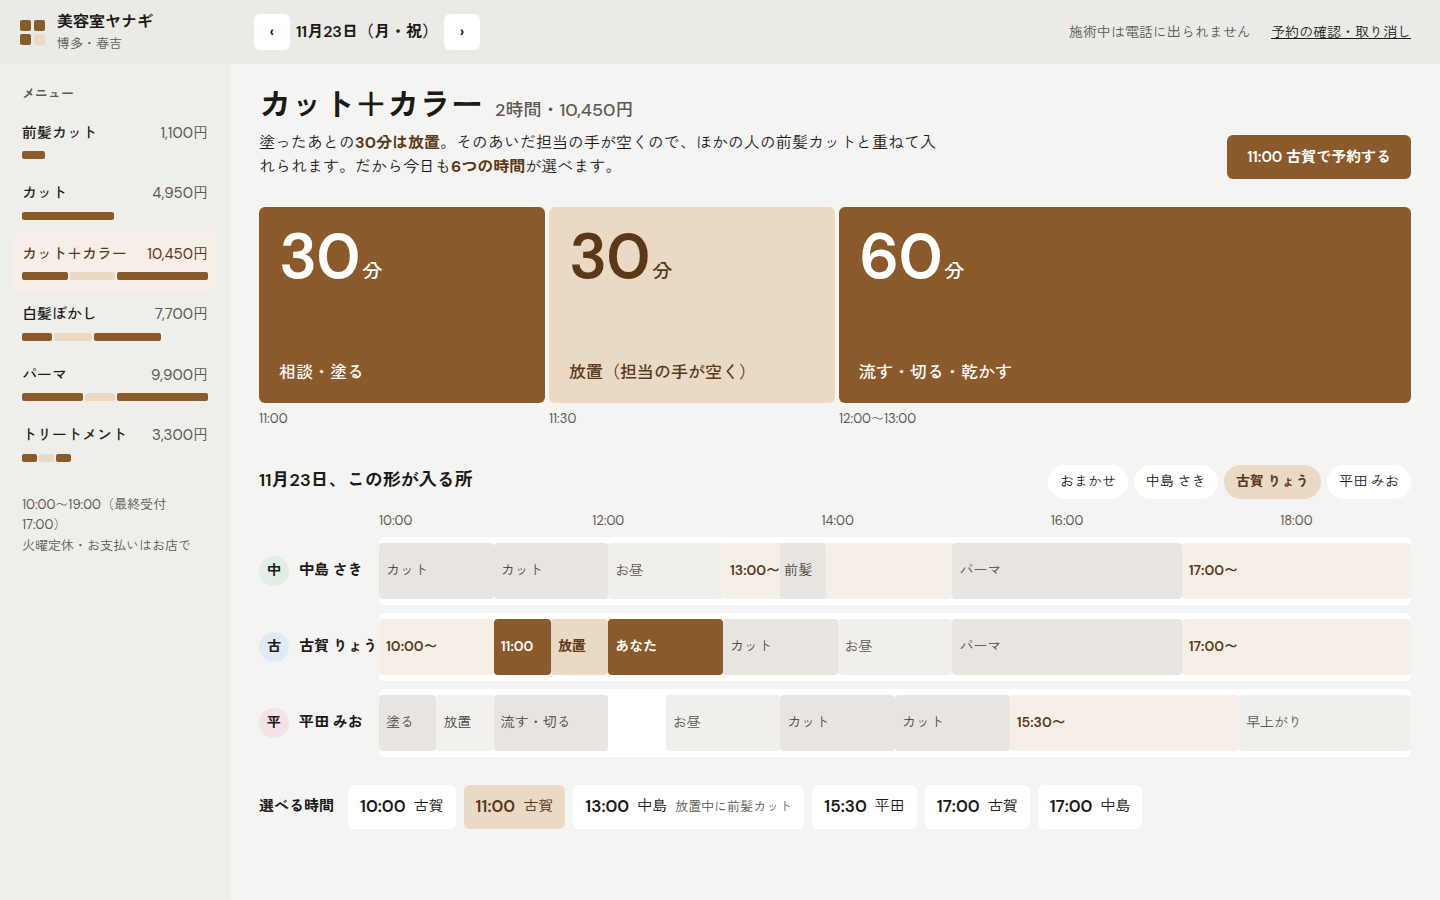 美容室ヤナギ
博多・春吉
‹ 11月23日（月・祝） ›
施術中は電話に出られません 予約の確認・取り消し
メニュー
前髪カット 1,100円
カット 4,950円
カット＋カラー 10,450円
白髪ぼかし 7,700円
パーマ 9,900円
トリートメント 3,300円
10:00〜19:00（最終受付
17:00）
火曜定休・お支払いはお店で
カット＋カラー 2時間・10,450円
塗ったあとの30分は放置。そのあいだ担当の手が空くので、ほかの人の前髪カットと重ねて入
れられます。だから今日も6つの時間が選べます。
11:00 古賀で予約する
30分 30分 60分
相談・塗る 放置（担当の手が空く） 流す・切る・乾かす
11:00 11:30 12:00〜13:00
11月23日、この形が入る所
おまかせ 中島 さき 古賀 りょう 平田 みお
10:00 12:00 14:00 16:00 18:00
中 中島 さき カット カット お昼 13:00〜 前髪 パーマ 17:00〜
古 古賀 りょう 10:00〜 11:00 放置 あなた カット お昼 パーマ 17:00〜
平 平田 みお 塗る 放置 流す・切る お昼 カット カット 15:30〜 早上がり
選べる時間 10:00 古賀 11:00 古賀 13:00 中島 放置中に前髪カット 15:30 平田 17:00 古賀 17:00 中島